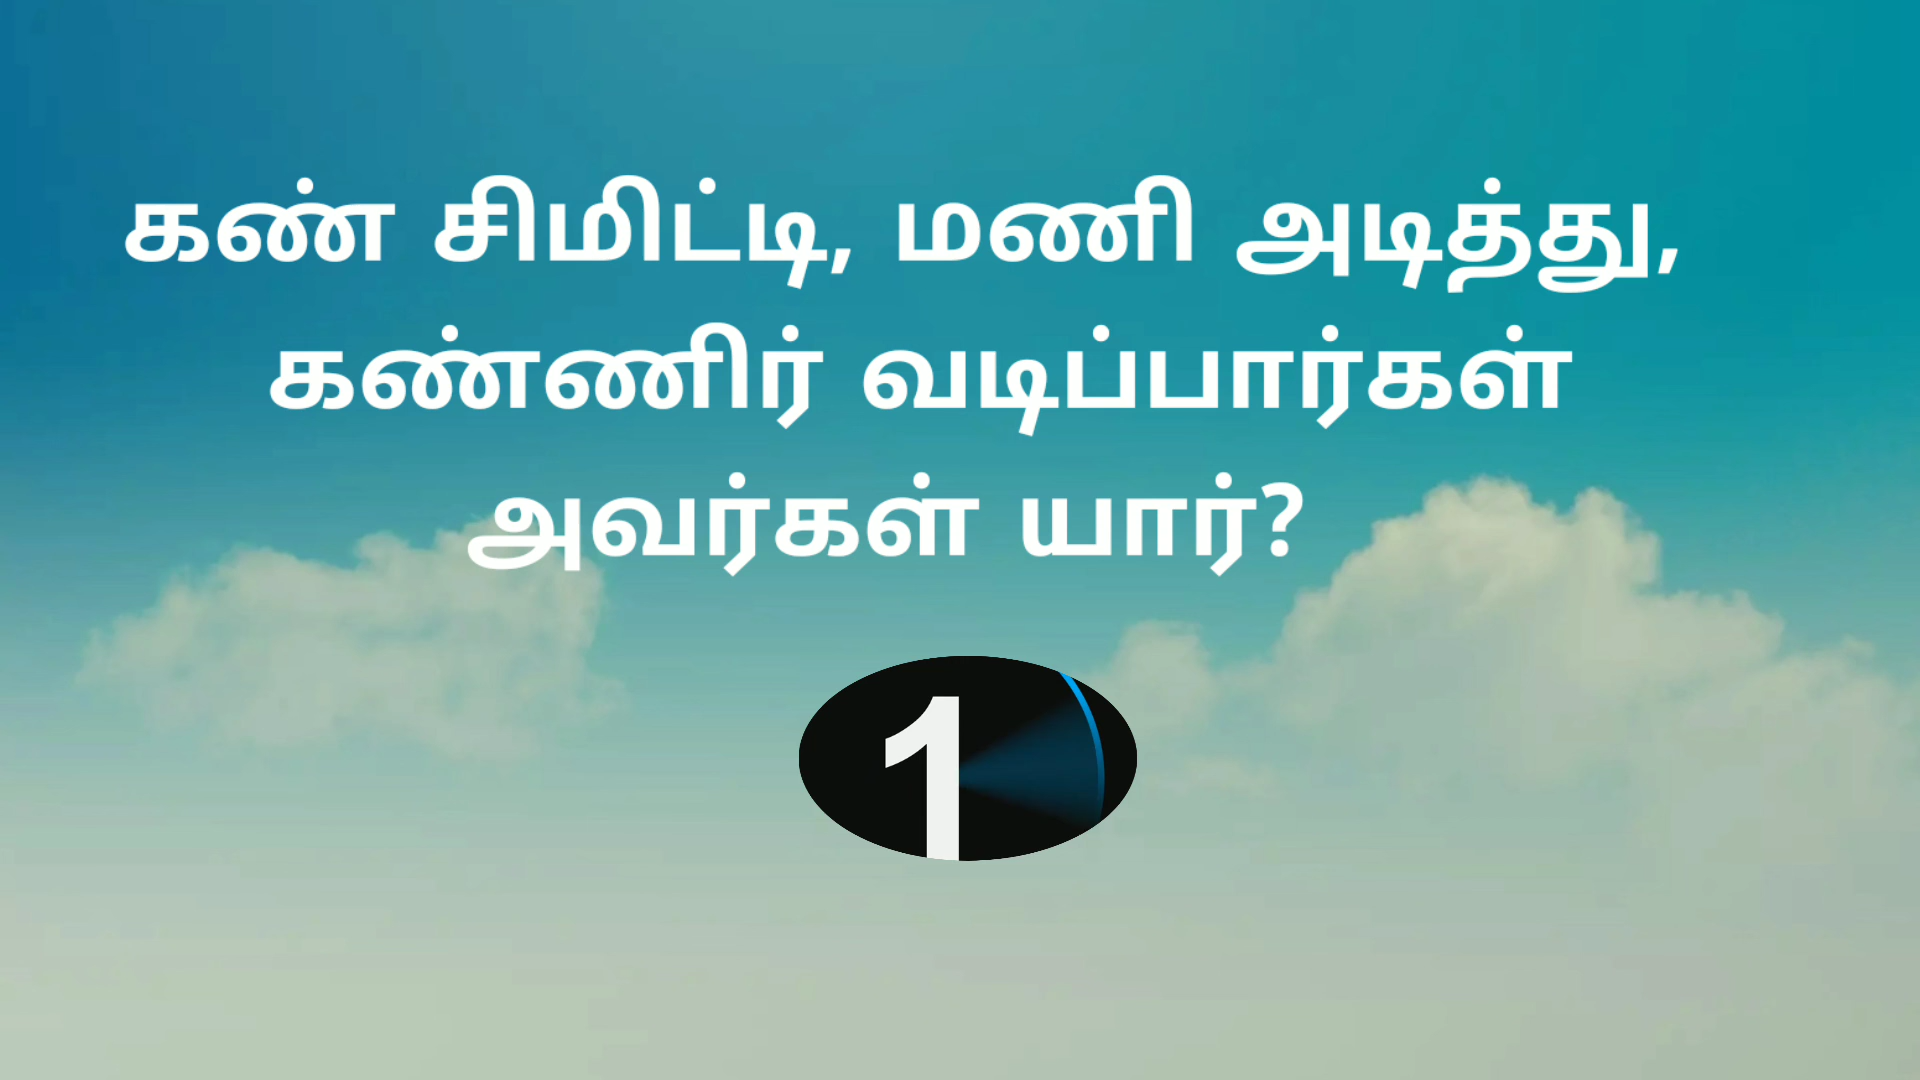 கண் சிமிட்டி, மணி அடித்து,
கண்ணிர் வடிப்பார்கள்
அவர்கள் யார்?
1